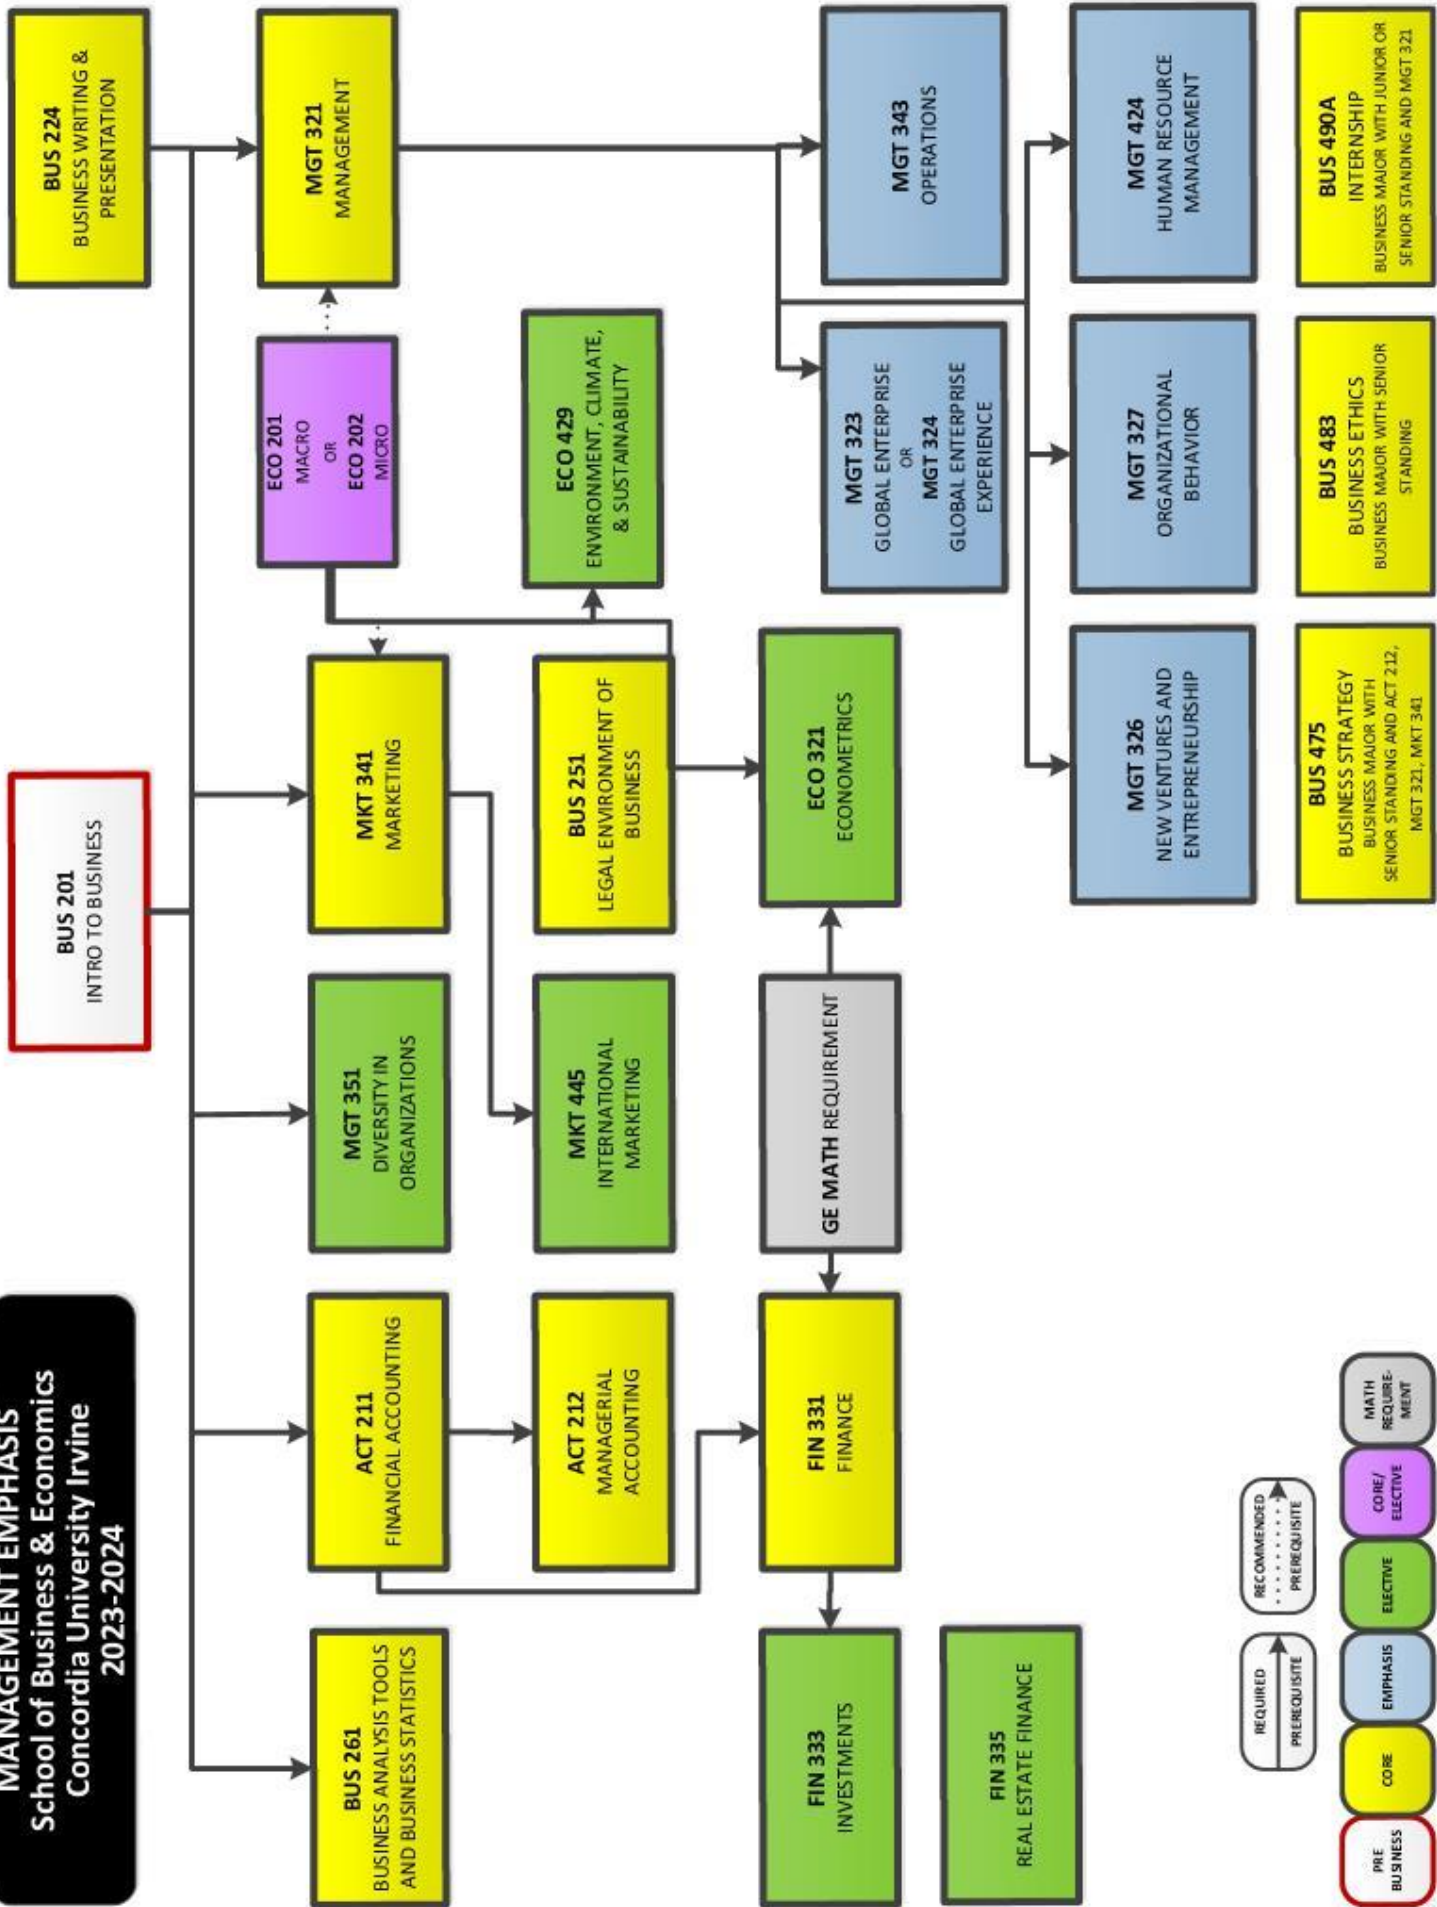 MANAGEMENT EMPHASIS
School of Business & Economics
Concordia University Irvine
2023-2024
BUS 201
INTRO TO BUSINESS
BUS 224
BUSINESS WRITING &
PRESENTATION
BUS 261
BUSINESS ANALYSIS TOOLS
AND BUSINESS STATISTICS
ACT 211
FINANCIAL ACCOUNTING
MGT 351
DIVERSITY IN
ORGANIZATIONS
MKT 341
MARKETING
ECO 201
MACRO
OR
ECO 202
MICRO
MGT 321
MANAGEMENT
ACT 212
MANAGERIAL
ACCOUNTING
MKT 445
INTERNATIONAL
MARKETING
BUS 251
LEGAL ENVIRONMENT OF
BUSINESS
ECO 429
ENVIRONMENT, CLIMATE,
& SUSTAINABILITY
FIN 333
INVESTMENTS
FIN 331
FINANCE
GE MATH REQUIREMENT
ECO 321
ECONOMETRICS
MGT 323
GLOBAL ENTERPRISE
OR
MGT 324
GLOBAL ENTERPRISE
EXPERIENCE
MGT 343
OPERATIONS
FIN 335
REAL ESTATE FINANCE
MGT 326
NEW VENTURES AND
ENTREPRENEURSHIP
MGT 327
ORGANIZATIONAL
BEHAVIOR
MGT 424
HUMAN RESOURCE
MANAGEMENT
REQUIRED
PREREQUISITE
RECOMMENDED
PREREQUISITE
BUS 475
BUSINESS STRATEGY
BUSINESS MAJOR WITH
SENIOR STANDING AND ACT 212,
MGT 321, MKT 341
BUS 483
BUSINESS ETHICS
BUSINESS MAJOR WITH SENIOR
STANDING
BUS 490A
INTERNSHIP
BUSINESS MAJOR WITH JUNIOR OR
SENIOR STANDING AND MGT 321
PRE
BUSINESS
CORE
EMPHASIS
ELECTIVE
CORE/
ELECTIVE
MATH
REQUIRE-
MENT